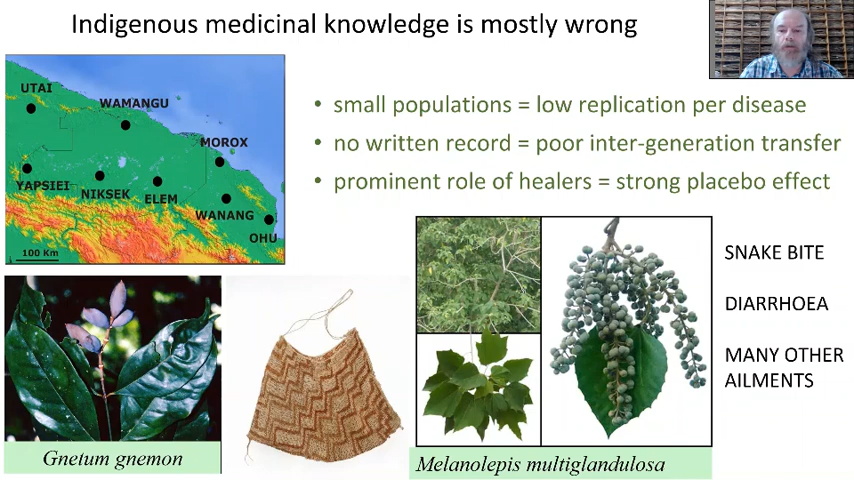 Indigenous medicinal knowledge is mostly wrong
UTAI
WAMANGU
MOROX
YAPSIEI
NIKSEK
ELEM
WANANG
OHU
100 Km
• small populations = low replication per disease
• no written record = poor inter-generation transfer
• prominent role of healers = strong placebo effect
SNAKE BITE
DIARRHOEA
MANY OTHER
AILMENTS
Gnetum gnemon
Melanolepis multiglandulosa